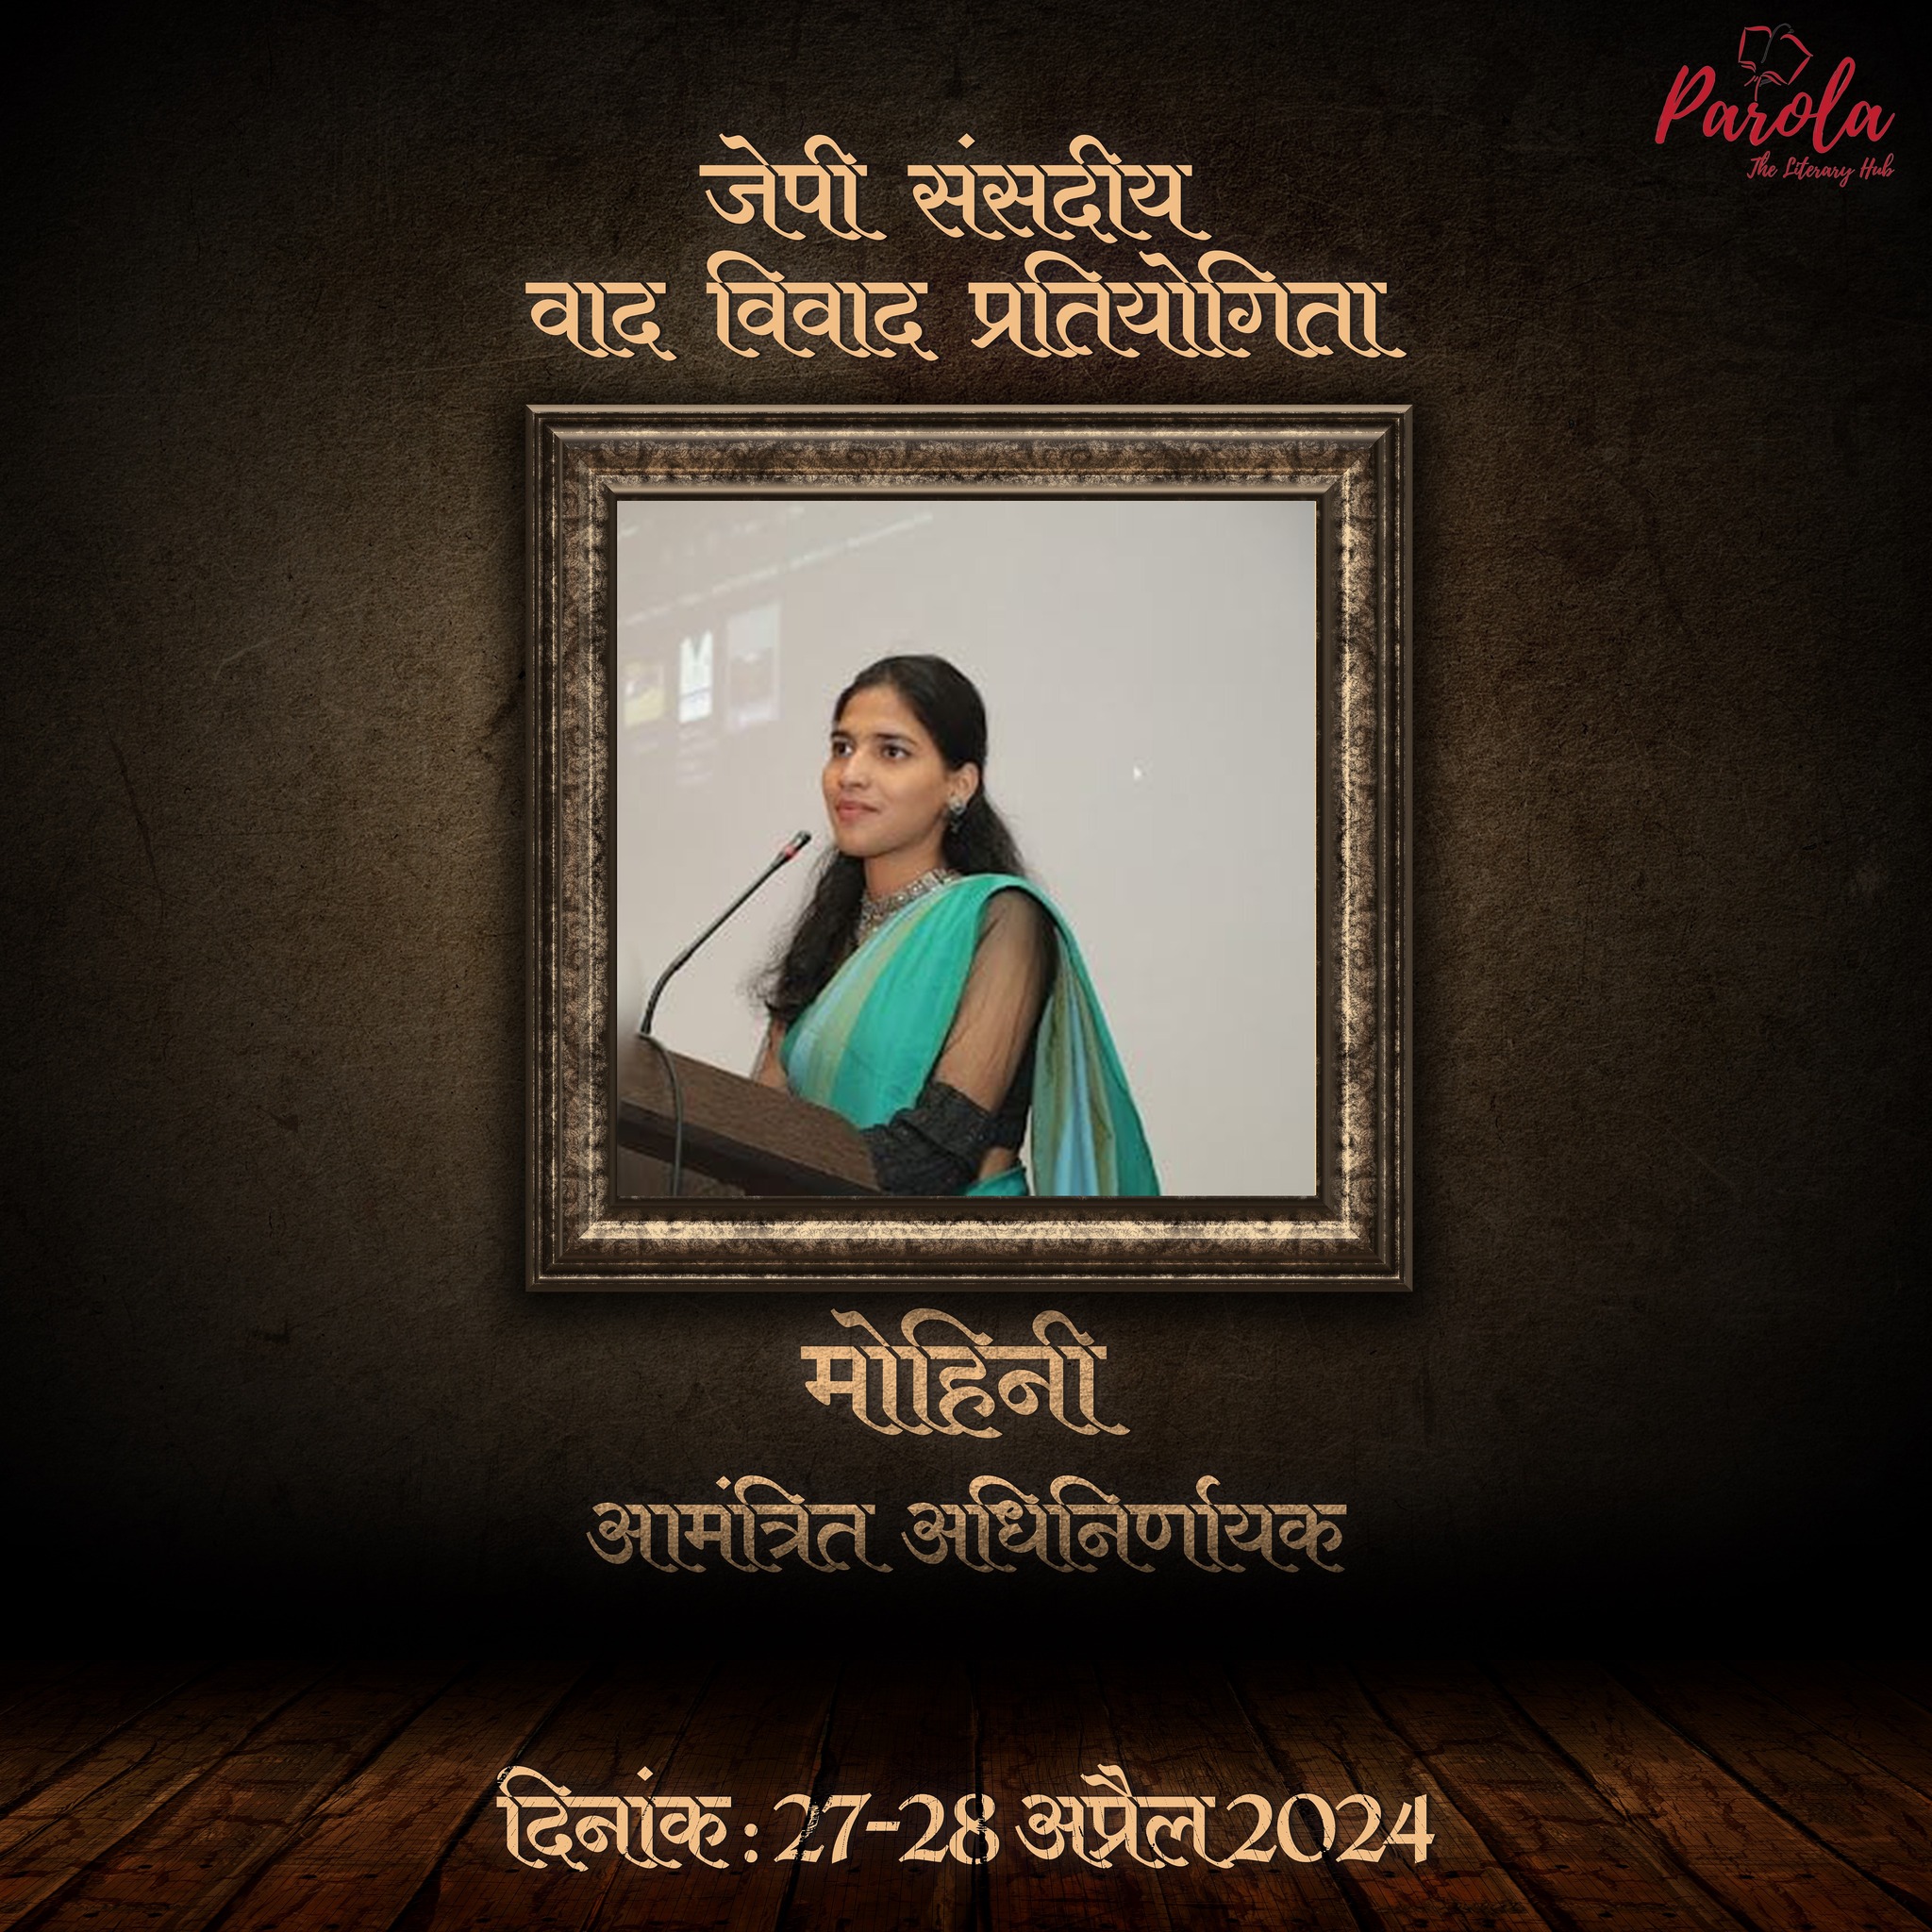 Parola
The Literary Hub
जेपी संसदीय
वाद विवाद प्रतियोगिता
मोहिनी
आमंत्रित अधिनिर्णायक
दिनांक : 27-28 अप्रैल 2024